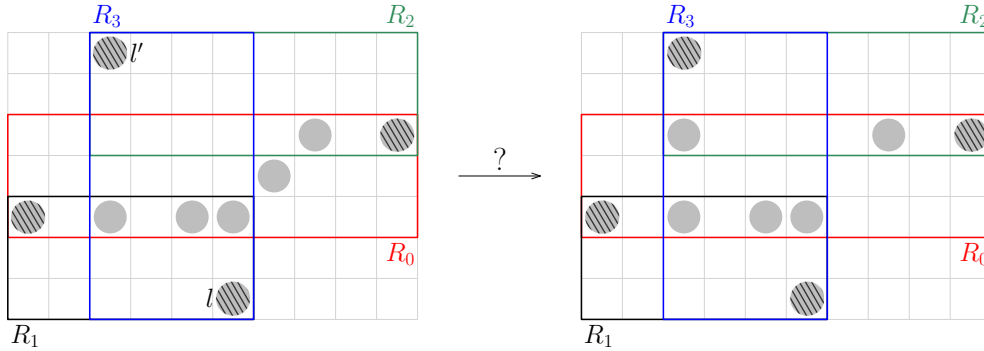 R₃ R₂ R₃ R₂
l′
?
R₀ R₀
l
R₁ R₁